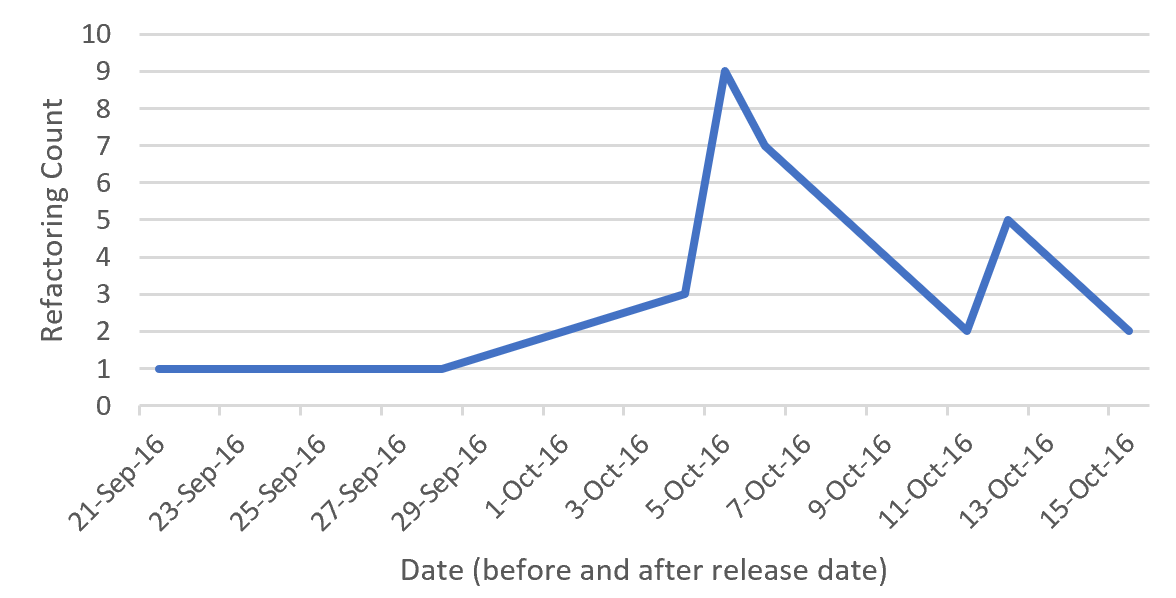 10
9
8
7
6
5
4
3
2
1
0
Refactoring Count
21-Sep-16
23-Sep-16
25-Sep-16
27-Sep-16
29-Sep-16
1-Oct-16
3-Oct-16
5-Oct-16
7-Oct-16
9-Oct-16
11-Oct-16
13-Oct-16
15-Oct-16
Date (before and after release date)